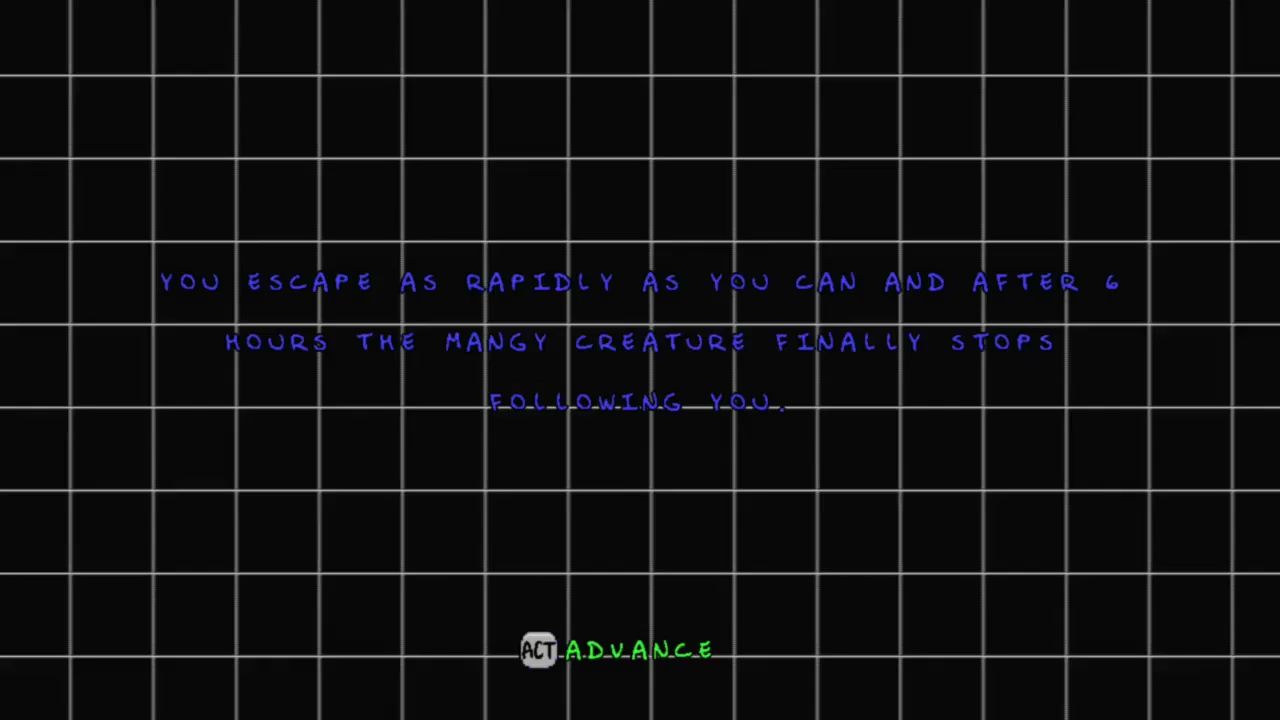 YOU ESCAPE AS RAPIDLY AS YOU CAN AND AFTER 6
HOURS THE MANGY CREATURE FINALLY STOPS
FOLLOWING YOU.
ACT ADVANCE